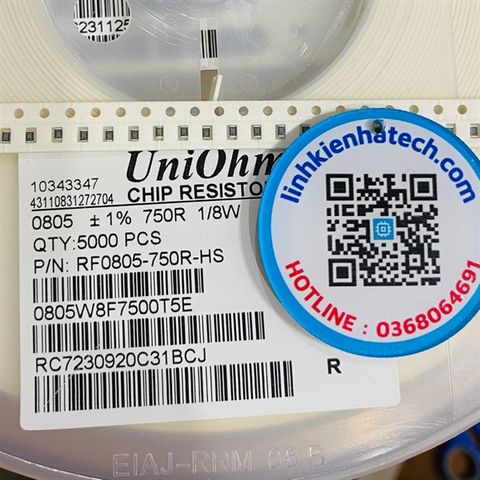 231125
UniOhm
10343347
43110831272704
CHIP RESISTO
0805 ±1% 750R 1/8W
QTY:5000 PCS
P/N: RF0805-750R-HS
0805W8F7500T5E
RC7230920C31BCJ
R
linhkienhatech.com
HOTLINE : 0368064691
EIAJ-RRM 08B